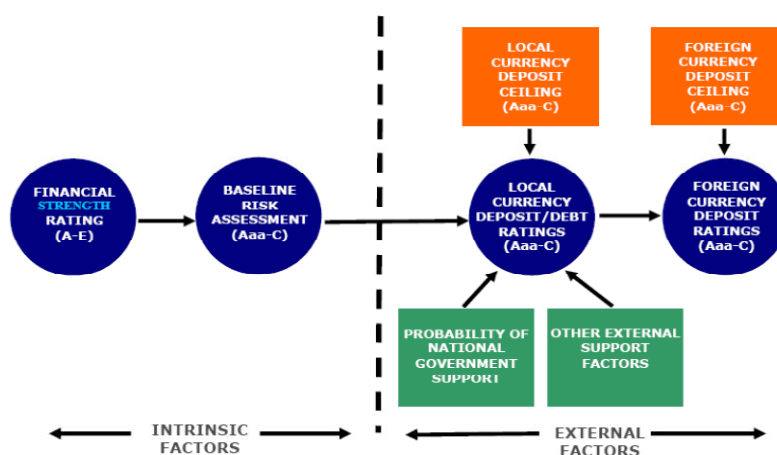 LOCAL
CURRENCY
DEPOSIT
CEILING
(Aaa-C)
FOREIGN
CURRENCY
DEPOSIT
CEILING
(Aaa-C)
FINANCIAL
STRENGTH
RATING
(A-E)
BASELINE
RISK
ASSESSMENT
(Aaa-C)
LOCAL
CURRENCY
DEPOSIT/DEBT
RATINGS
(Aaa-C)
FOREIGN
CURRENCY
DEPOSIT
RATINGS
(Aaa-C)
PROBABILITY OF
NATIONAL
GOVERNMENT
SUPPORT
OTHER EXTERNAL
SUPPORT
FACTORS
INTRINSIC
FACTORS
EXTERNAL
FACTORS